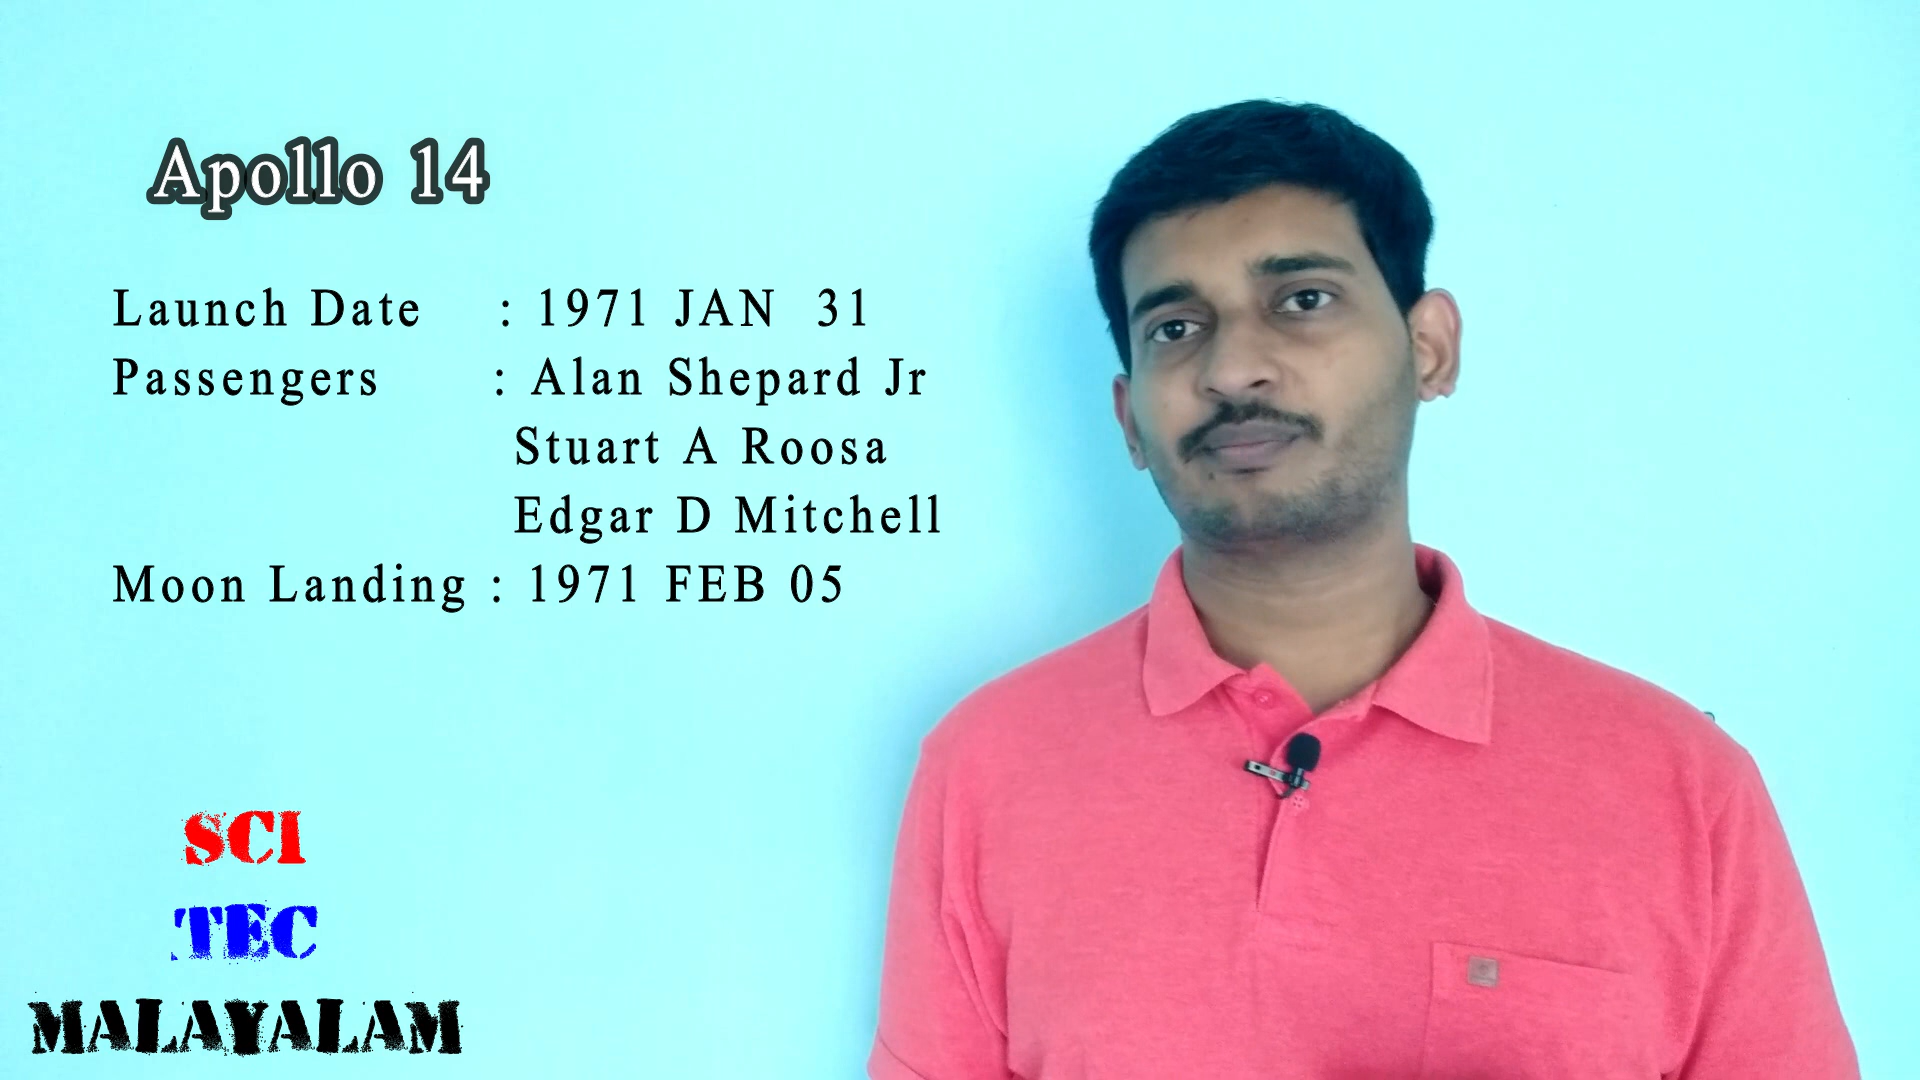 Apollo 14
Launch Date : 1971 JAN 31
Passengers : Alan Shepard Jr
Stuart A Roosa
Edgar D Mitchell
Moon Landing : 1971 FEB 05
SCI
TEC
MALAYALAM